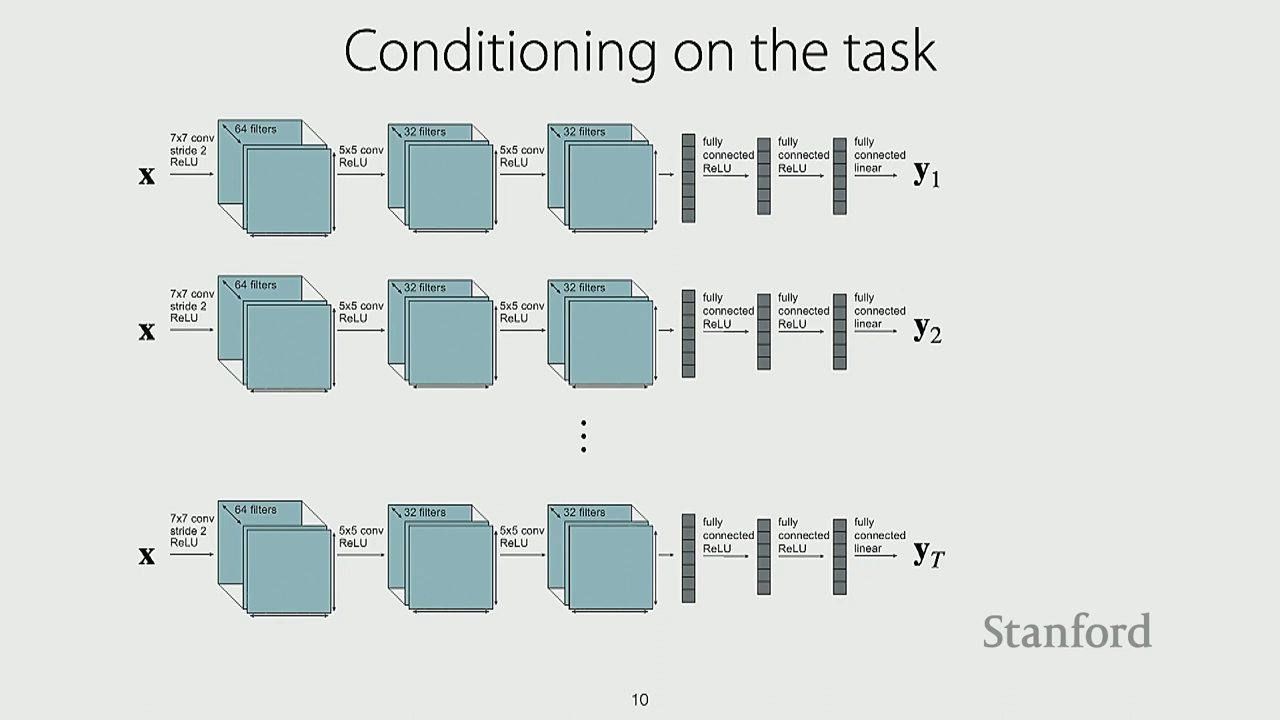 Conditioning on the task
x
7x7 conv
stride 2
ReLU
64 filters
5x5 conv
ReLU
32 filters
5x5 conv
ReLU
32 filters
fully
connected
ReLU
fully
connected
ReLU
fully
connected
linear
y1
x
7x7 conv
stride 2
ReLU
64 filters
5x5 conv
ReLU
32 filters
5x5 conv
ReLU
32 filters
fully
connected
ReLU
fully
connected
ReLU
fully
connected
linear
y2
x
7x7 conv
stride 2
ReLU
64 filters
5x5 conv
ReLU
32 filters
5x5 conv
ReLU
32 filters
fully
connected
ReLU
fully
connected
ReLU
fully
connected
linear
yT
Stanford
10